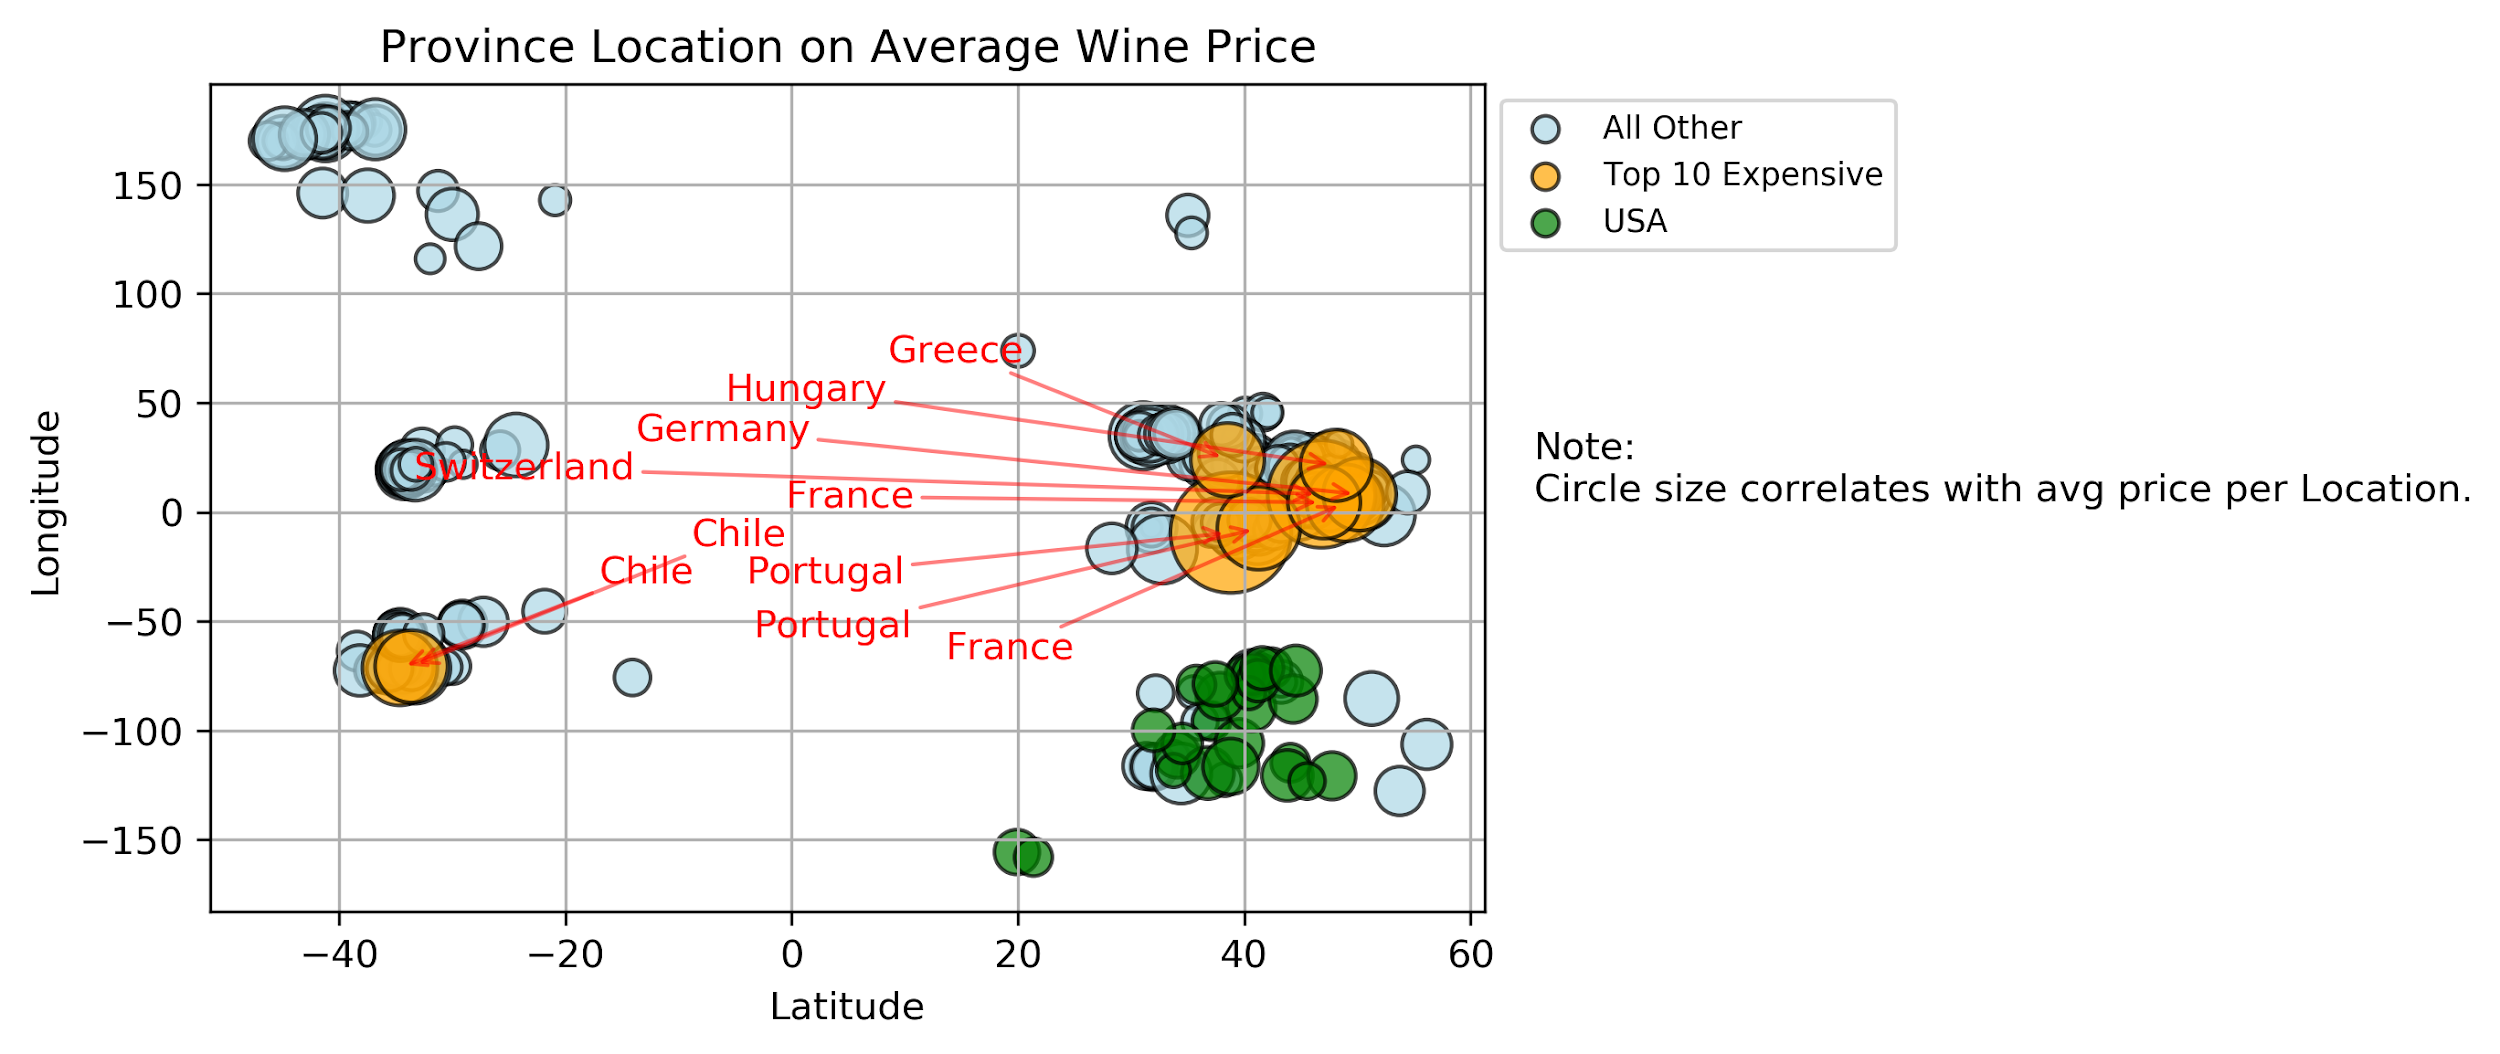 Province Location on Average Wine Price
All Other
Top 10 Expensive
USA
150
100
50
0
−50
−100
−150
Longitude
Greece
Hungary
Germany
Switzerland
France
Chile
Chile
Portugal
Portugal
France
Note:
Circle size correlates with avg price per Location.
−40
−20
0
20
40
60
Latitude